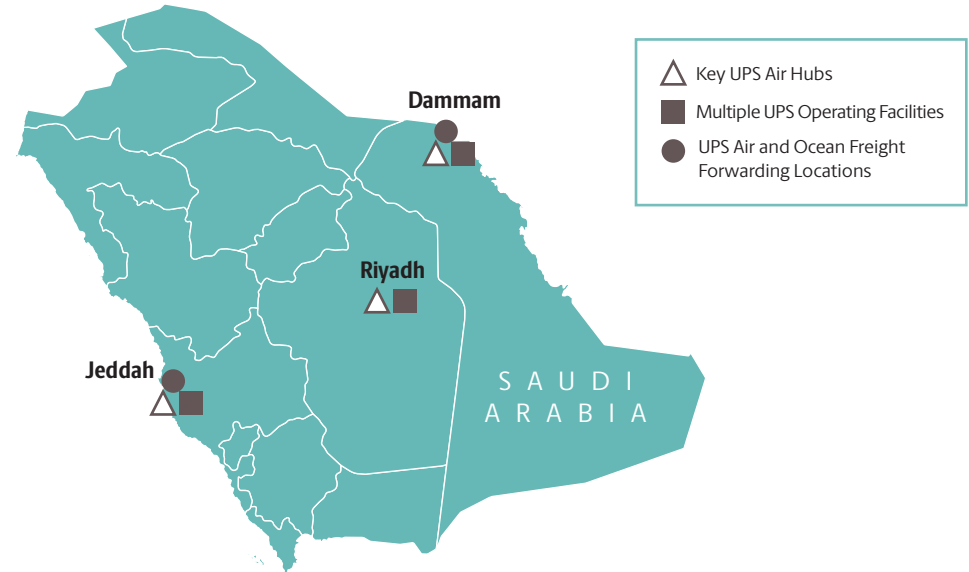 Dammam
Riyadh
Jeddah
SAUDI
ARABIA
Key UPS Air Hubs
Multiple UPS Operating Facilities
UPS Air and Ocean Freight
Forwarding Locations